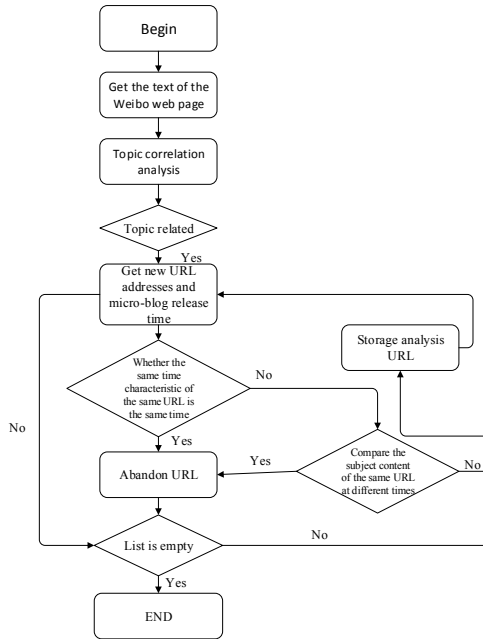 Begin
Get the text of the
Weibo web page
Topic correlation
analysis
Topic related
Yes
Get new URL
addresses and
micro-blog release
time
Storage analysis
URL
Whether the
same time
characteristic of
the same URL is
the same time
No
No
Yes
Compare the
subject content
of the same URL
at different times
Yes
No
Abandon URL
List is empty
No
Yes
END